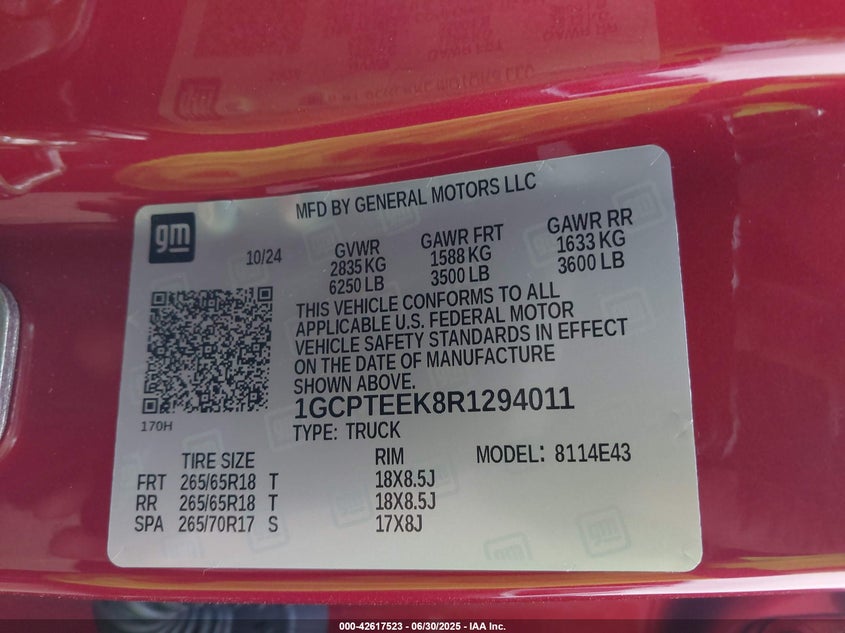 MFD BY GENERAL MOTORS LLC
gm
10/24
GVWR GAWR FRT GAWR RR
2835 KG 1588 KG 1633 KG
6250 LB 3500 LB 3600 LB
THIS VEHICLE CONFORMS TO ALL
APPLICABLE U.S. FEDERAL MOTOR
VEHICLE SAFETY STANDARDS IN EFFECT
ON THE DATE OF MANUFACTURE
SHOWN ABOVE.
1GCPTEEK8R1294011
170H
TYPE: TRUCK
TIRE SIZE RIM MODEL: 8114E43
FRT 265/65R18 T 18X8.5J
RR 265/65R18 T 18X8.5J
SPA 265/70R17 S 17X8J
000-42617523 - 06/30/2025 - IAA Inc.